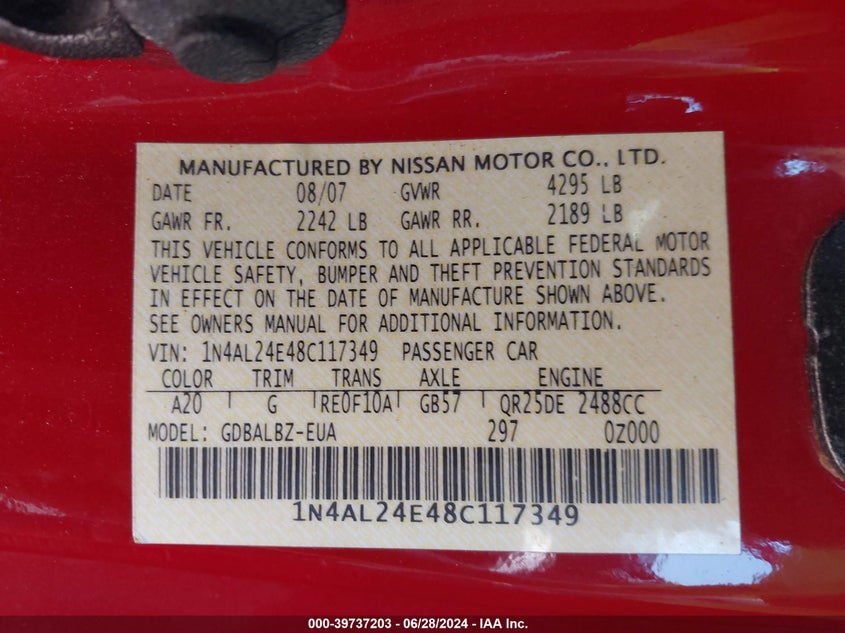 MANUFACTURED BY NISSAN MOTOR CO., LTD.
DATE 08/07 GVWR 4295 LB
GAWR FR. 2242 LB GAWR RR. 2189 LB
THIS VEHICLE CONFORMS TO ALL APPLICABLE FEDERAL MOTOR
VEHICLE SAFETY, BUMPER AND THEFT PREVENTION STANDARDS
IN EFFECT ON THE DATE OF MANUFACTURE SHOWN ABOVE.
SEE OWNERS MANUAL FOR ADDITIONAL INFORMATION.
VIN: 1N4AL24E48C117349 PASSENGER CAR
COLOR TRIM TRANS AXLE ENGINE
A20 G RE0F10A GB57 QR25DE 2488CC
MODEL: GDBALBZ-EUA 297 0Z000
1N4AL24E48C117349
000-39737203 - 06/28/2024 - IAA Inc.